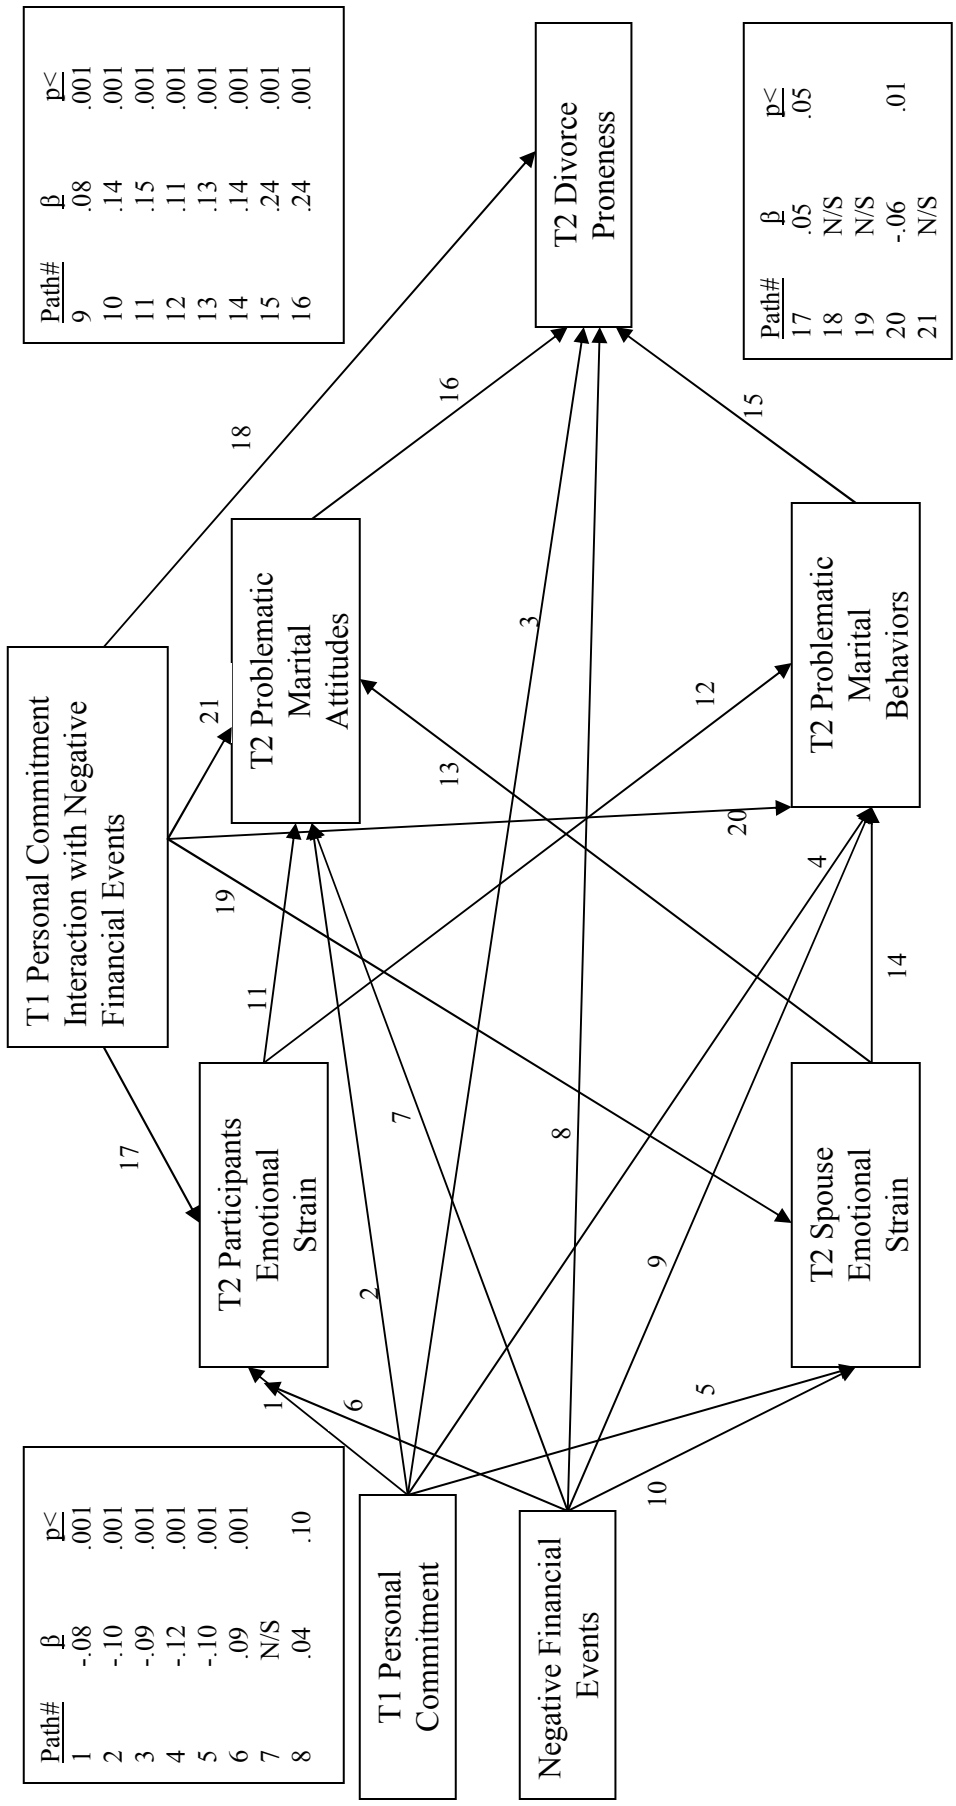 Path# β p<
1 -.08 .001
2 -.10 .001
3 -.09 .001
4 -.12 .001
5 -.10 .001
6 .09 .001
7 N/S
8 .04 .10
Path# β p<
9 .08 .001
10 .14 .001
11 .15 .001
12 .11 .001
13 .13 .001
14 .14 .001
15 .24 .001
16 .24 .001
T1 Personal Commitment
Interaction with Negative
Financial Events
17
19
21
18
T2 Participants
Emotional
Strain
T2 Problematic
Marital
Attitudes
11
1
6
2
7
13
20
16
T1 Personal
Commitment
3
Negative Financial
Events
8
T2 Divorce
Proneness
10
5
9
4
12
15
T2 Spouse
Emotional
Strain
14
T2 Problematic
Marital
Behaviors
Path# β p<
17 .05 .05
18 N/S
19 N/S
20 -.06 .01
21 N/S